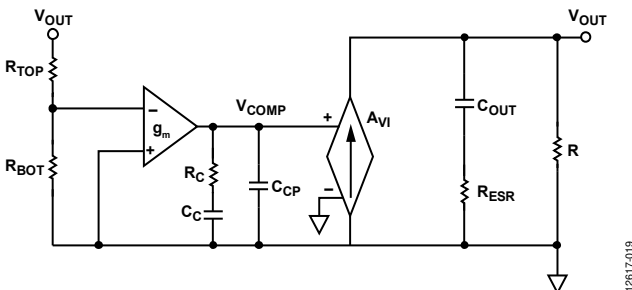 VOUT
VOUT
RTOP
RBOT
−
gm
+
VCOMP
+
AVI
−
RC
CC
CCP
COUT
RESR
R
12617-019